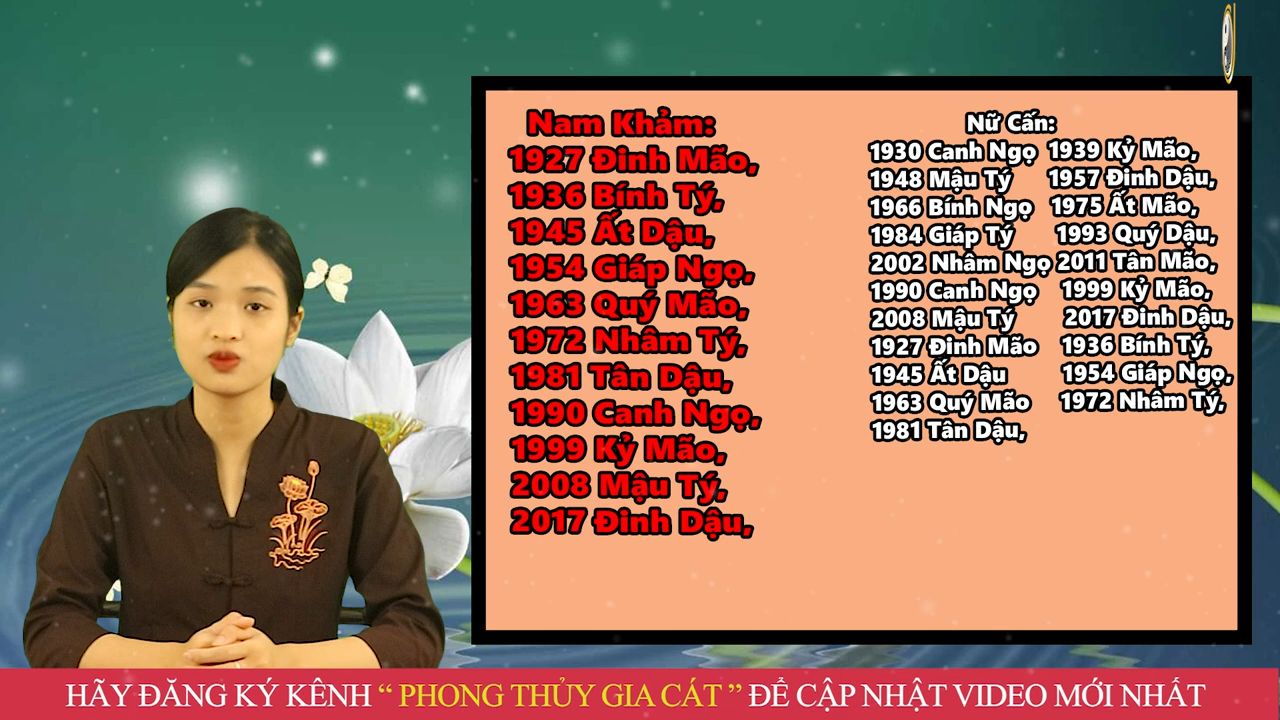 Nam Khảm:
1927 Đinh Mão,
1936 Bính Tý,
1945 Ất Dậu,
1954 Giáp Ngọ,
1963 Quý Mão,
1972 Nhâm Tý,
1981 Tân Dậu,
1990 Canh Ngọ,
1999 Kỷ Mão,
2008 Mậu Tý,
2017 Đinh Dậu,
Nữ Cấn:
1930 Canh Ngọ 1939 Kỷ Mão,
1948 Mậu Tý 1957 Đinh Dậu,
1966 Bính Ngọ 1975 Ất Mão,
1984 Giáp Tý 1993 Quý Dậu,
2002 Nhâm Ngọ 2011 Tân Mão,
1990 Canh Ngọ 1999 Kỷ Mão,
2008 Mậu Tý 2017 Đinh Dậu,
1927 Đinh Mão 1936 Bính Tý,
1945 Ất Dậu 1954 Giáp Ngọ,
1963 Quý Mão 1972 Nhâm Tý,
1981 Tân Dậu,
HÃY ĐĂNG KÝ KÊNH “ PHONG THỦY GIA CÁT ” ĐỂ CẬP NHẬT VIDEO MỚI NHẤT